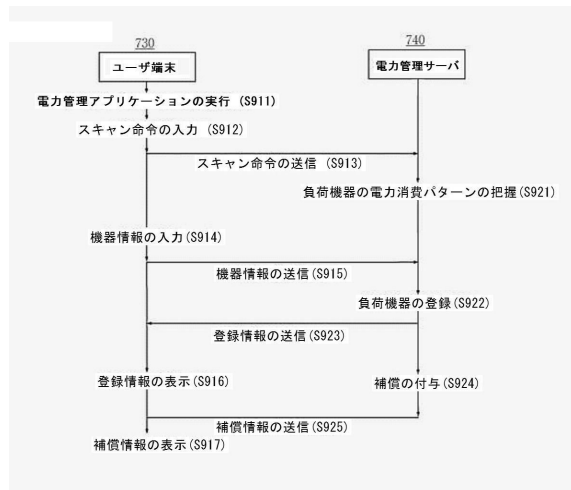 730
ユーザ端末
740
電力管理サーバ
電力管理アプリケーションの実行 (S911)
スキャン命令の入力 (S912)
スキャン命令の送信 (S913)
負荷機器の電力消費パターンの把握(S921)
機器情報の入力(S914)
機器情報の送信(S915)
負荷機器の登録(S922)
登録情報の送信(S923)
登録情報の表示(S916)
補償の付与(S924)
補償情報の送信(S925)
補償情報の表示(S917)